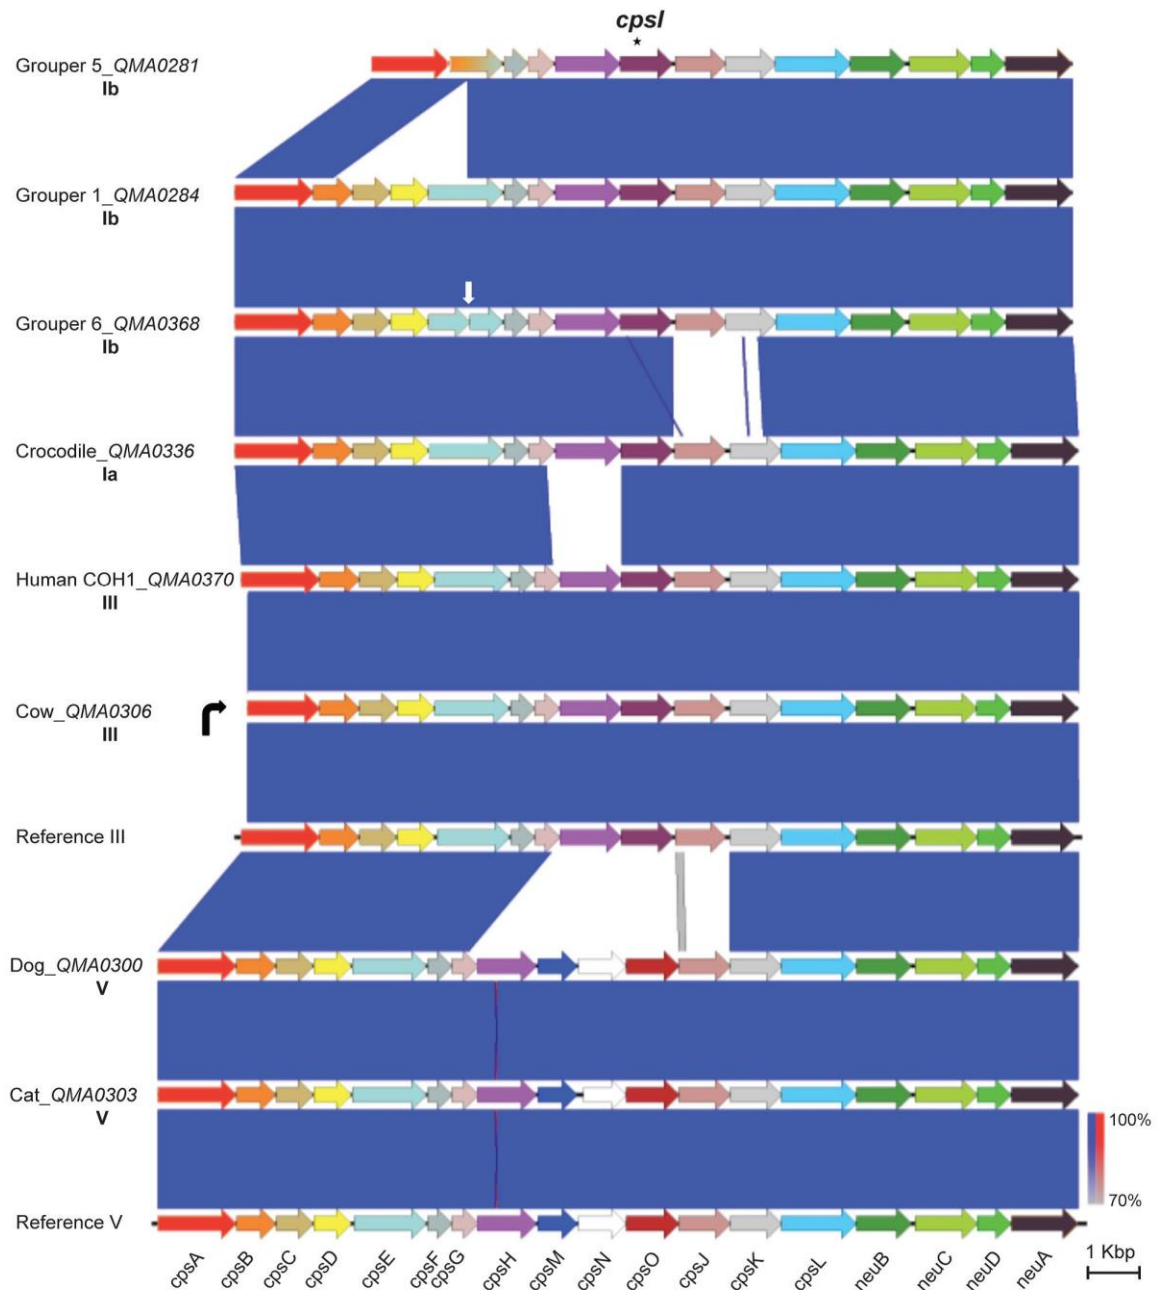 cpsI
Grouper 5_QMA0281
Ib
Grouper 1_QMA0284
Ib
Grouper 6_QMA0368
Ib
Crocodile_QMA0336
Ia
Human COH1_QMA0370
III
Cow_QMA0306
III
Reference III
Dog_QMA0300
V
Cat_QMA0303
V
100%
70%
Reference V
cpsA cpsB cpsC cpsD cpsE cpsF cpsG cpsH cpsM cpsN cpsO cpsJ cpsK cpsL neuB neuC neuD neuA
1 Kbp